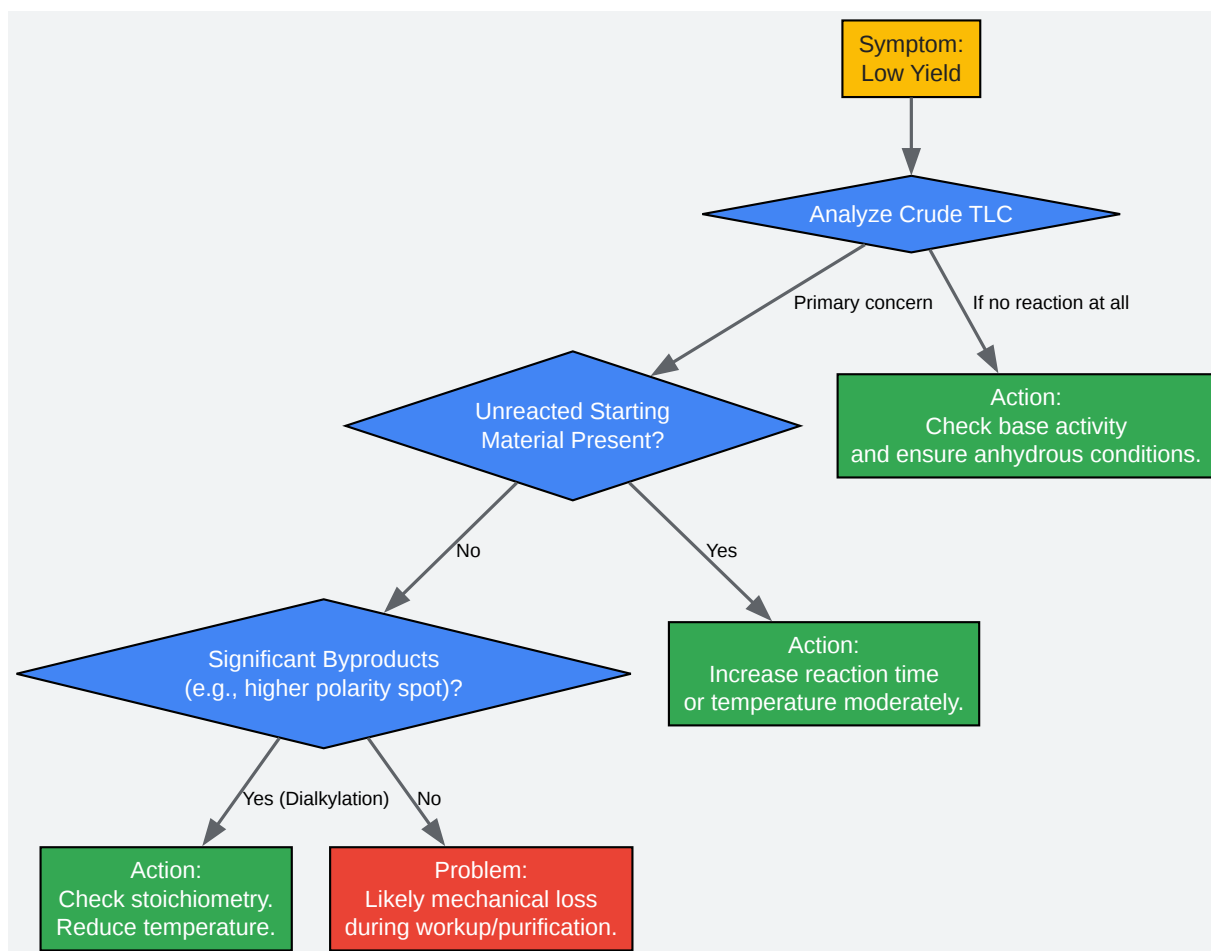 Symptom:
Low Yield
Analyze Crude TLC
Primary concern
If no reaction at all
Unreacted Starting
Material Present?
Action:
Check base activity
and ensure anhydrous conditions.
No
Yes
Significant Byproducts
(e.g., higher polarity spot)?
Action:
Increase reaction time
or temperature moderately.
Yes (Dialkylation)
No
Action:
Check stoichiometry.
Reduce temperature.
Problem:
Likely mechanical loss
during workup/purification.